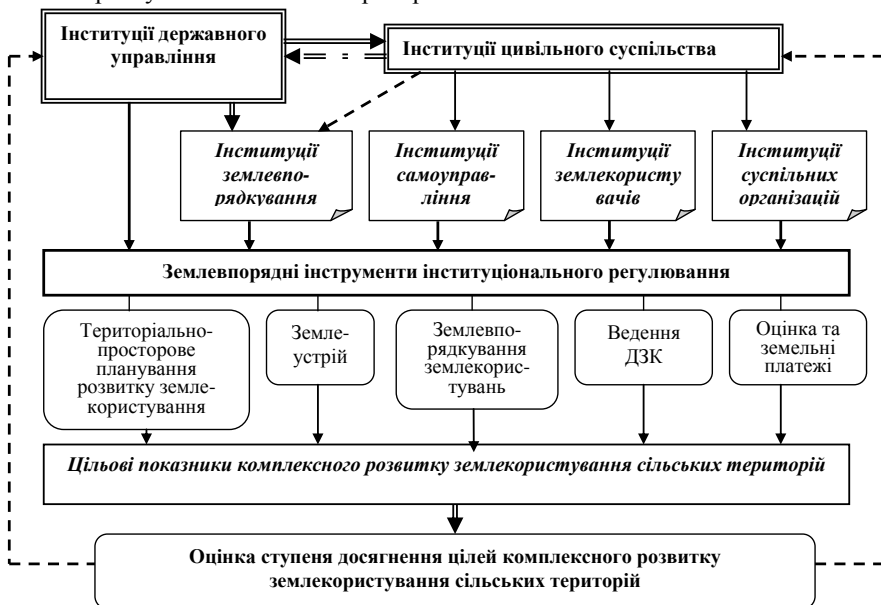 Інституції державного
управління
Інституції цивільного суспільства
Інституції
землевпо-
рядкування
Інституції
самоуправ-
ління
Інституції
землекористу
вачів
Інституції
суспільних
організацій
Землевпорядні інструменти інституціонального регулювання
Територіально-
просторове
планування
розвитку земле-
користування
Земле-
устрій
Землевпо-
рядкування
землекорис-
тувань
Ведення
ДЗК
Оцінка та
земельні
платежі
Цільові показники комплексного розвитку землекористування сільських територій
Оцінка ступеня досягнення цілей комплексного розвитку
землекористування сільських територій